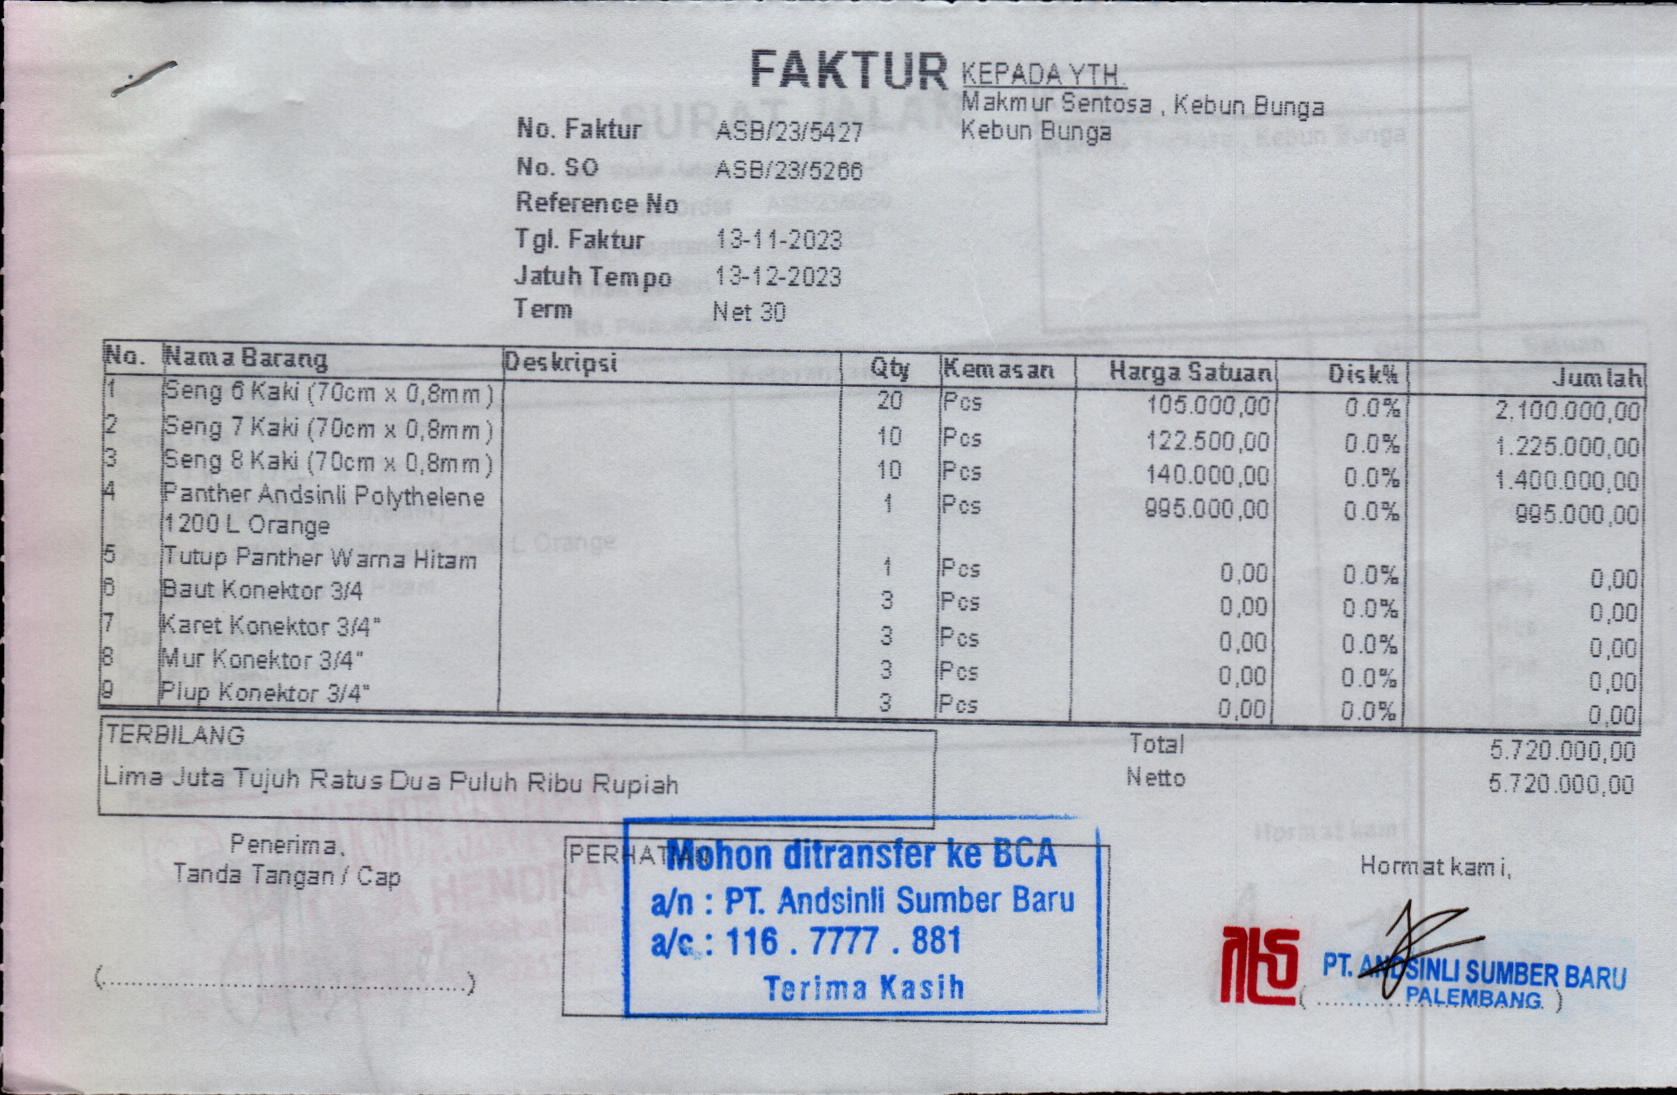 FAKTUR
KEPADA YTH.
Makmur Sentosa , Kebun Bunga
Kebun Bunga
No. Faktur ASB/23/5427
No. SO ASB/23/5266
Reference No
Tgl. Faktur 13-11-2023
Jatuh Tempo 13-12-2023
Term Net 30
No. Nama Barang Deskripsi Qty Kemasan Harga Satuan Disk% Jumlah
1 Seng 6 Kaki (70cm x 0,8mm) 20 Pcs 105.000,00 0.0% 2.100.000,00
2 Seng 7 Kaki (70cm x 0,8mm) 10 Pcs 122.500,00 0.0% 1.225.000,00
3 Seng 8 Kaki (70cm x 0,8mm) 10 Pcs 140.000,00 0.0% 1.400.000,00
4 Panther Andsinli Polythelene 1 Pcs 995.000,00 0.0% 995.000,00
1200 L Orange
5 Tutup Panther Warna Hitam 1 Pcs 0,00 0.0% 0,00
6 Baut Konektor 3/4 3 Pcs 0,00 0.0% 0,00
7 Karet Konektor 3/4" 3 Pcs 0,00 0.0% 0,00
8 Mur Konektor 3/4" 3 Pcs 0,00 0.0% 0,00
9 Plup Konektor 3/4" 3 Pcs 0,00 0.0% 0,00
TERBILANG
Lima Juta Tujuh Ratus Dua Puluh Ribu Rupiah
Total 5.720.000,00
Netto 5.720.000,00
Penerima,
Tanda Tangan / Cap
(..........................................)
PERHATIAN
Mohon ditransfer ke BCA
a/n : PT. Andsinli Sumber Baru
a/c : 116 . 7777 . 881
Terima Kasih
Hormat kami,
PT. ANDSINLI SUMBER BARU
PALEMBANG